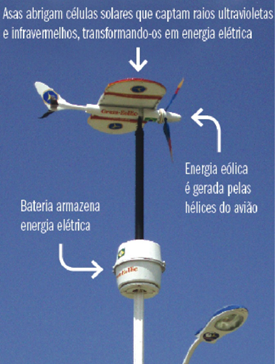 Asas abrigam células solares que captam raios ultravioletas
e infravermelhos, transformando-os em energia elétrica
Energia eólica
é gerada pelas
hélices do avião
Bateria armazena
energia elétrica